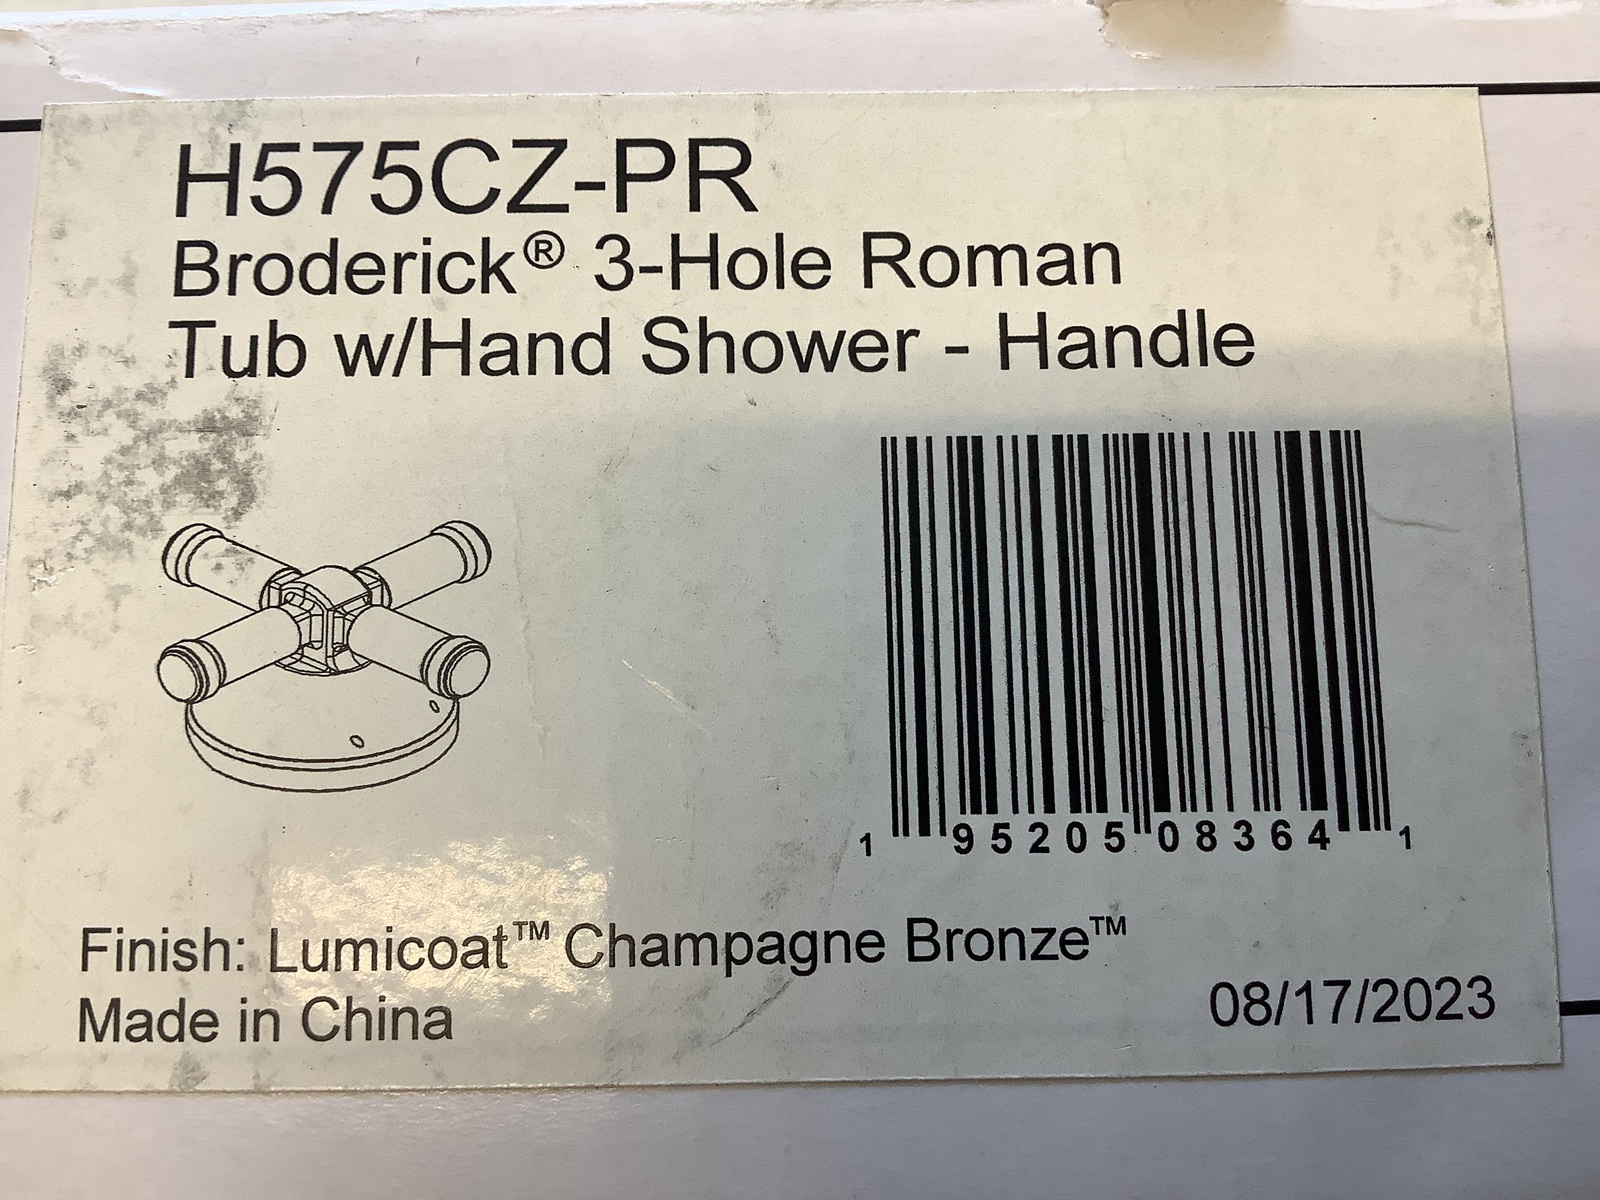 H575CZ-PR
Broderick® 3-Hole Roman
Tub w/Hand Shower - Handle
1 95205 08364 1
Finish: Lumicoat™ Champagne Bronze™
Made in China
08/17/2023